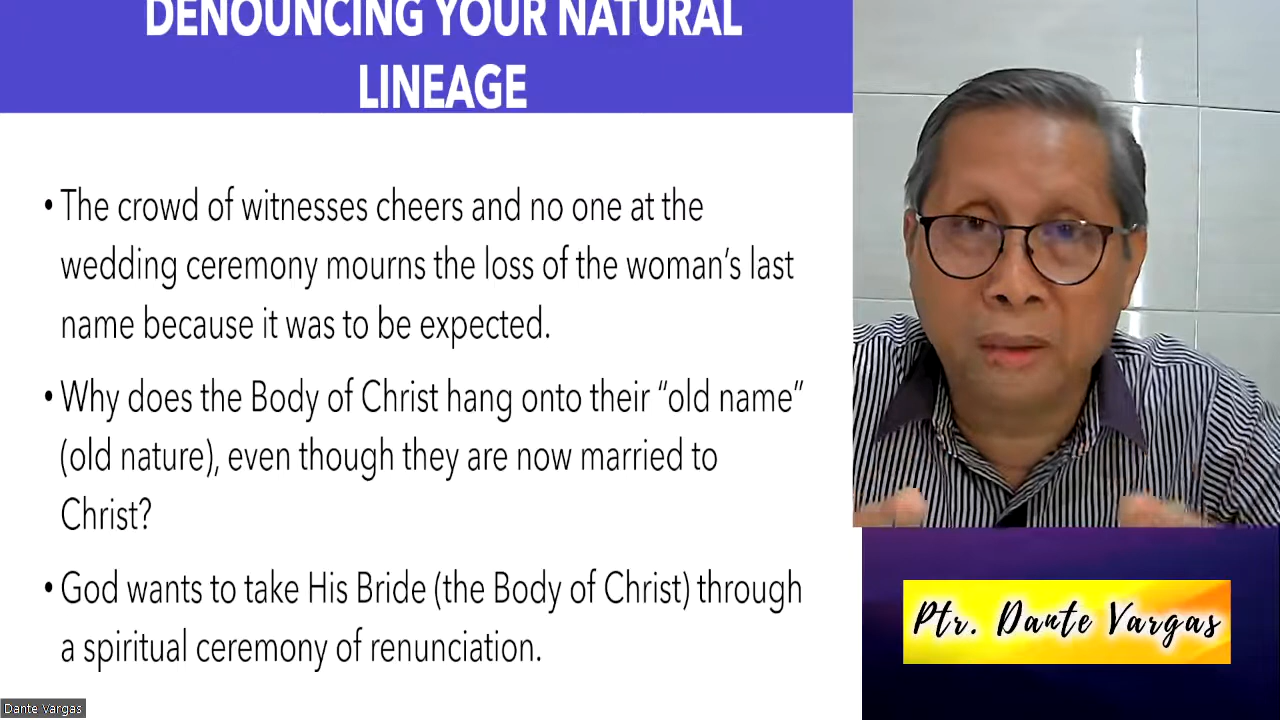 DENOUNCING YOUR NATURAL
LINEAGE
• The crowd of witnesses cheers and no one at the
wedding ceremony mourns the loss of the woman’s last
name because it was to be expected.
• Why does the Body of Christ hang onto their “old name”
(old nature), even though they are now married to
Christ?
• God wants to take His Bride (the Body of Christ) through
a spiritual ceremony of renunciation.
Ptr. Dante Vargas
Dante Vargas